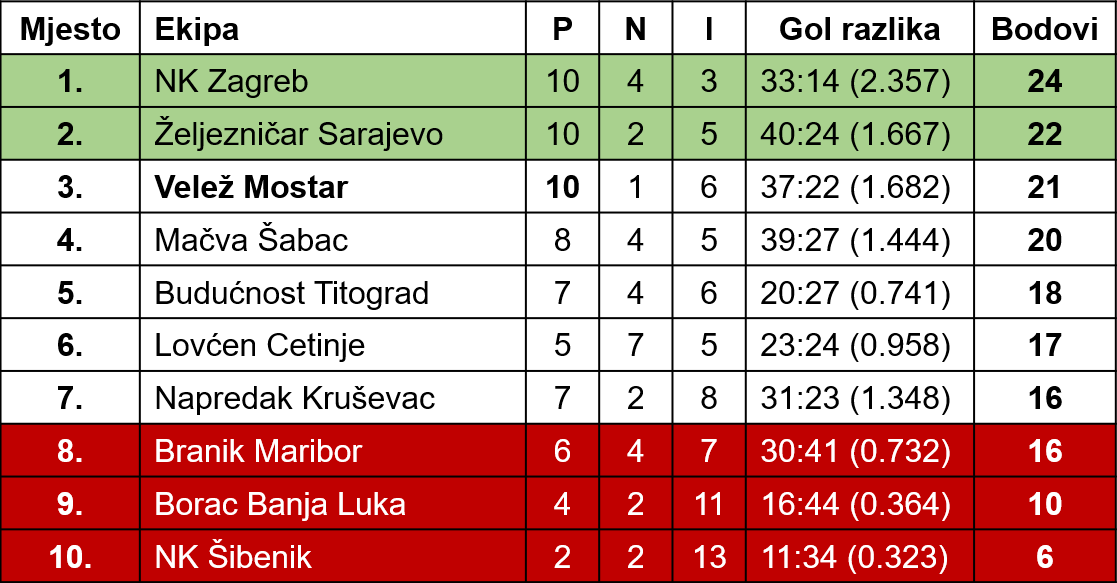 Mjesto Ekipa P N I Gol razlika Bodovi
1. NK Zagreb 10 4 3 33:14 (2.357) 24
2. Željezničar Sarajevo 10 2 5 40:24 (1.667) 22
3. Velež Mostar 10 1 6 37:22 (1.682) 21
4. Mačva Šabac 8 4 5 39:27 (1.444) 20
5. Budućnost Titograd 7 4 6 20:27 (0.741) 18
6. Lovćen Cetinje 5 7 5 23:24 (0.958) 17
7. Napredak Kruševac 7 2 8 31:23 (1.348) 16
8. Branik Maribor 6 4 7 30:41 (0.732) 16
9. Borac Banja Luka 4 2 11 16:44 (0.364) 10
10. NK Šibenik 2 2 13 11:34 (0.323) 6